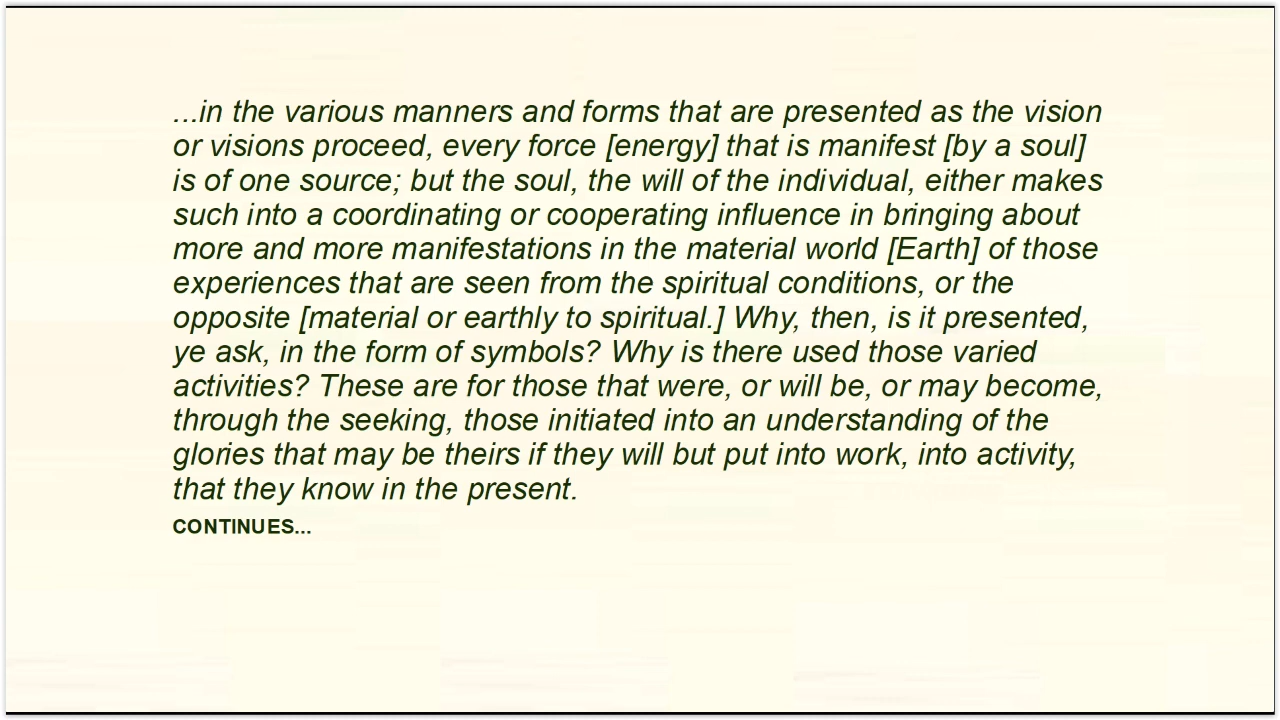 ...in the various manners and forms that are presented as the vision
or visions proceed, every force [energy] that is manifest [by a soul]
is of one source; but the soul, the will of the individual, either makes
such into a coordinating or cooperating influence in bringing about
more and more manifestations in the material world [Earth] of those
experiences that are seen from the spiritual conditions, or the
opposite [material or earthly to spiritual.] Why, then, is it presented,
ye ask, in the form of symbols? Why is there used those varied
activities? These are for those that were, or will be, or may become,
through the seeking, those initiated into an understanding of the
glories that may be theirs if they will but put into work, into activity,
that they know in the present.
CONTINUES...